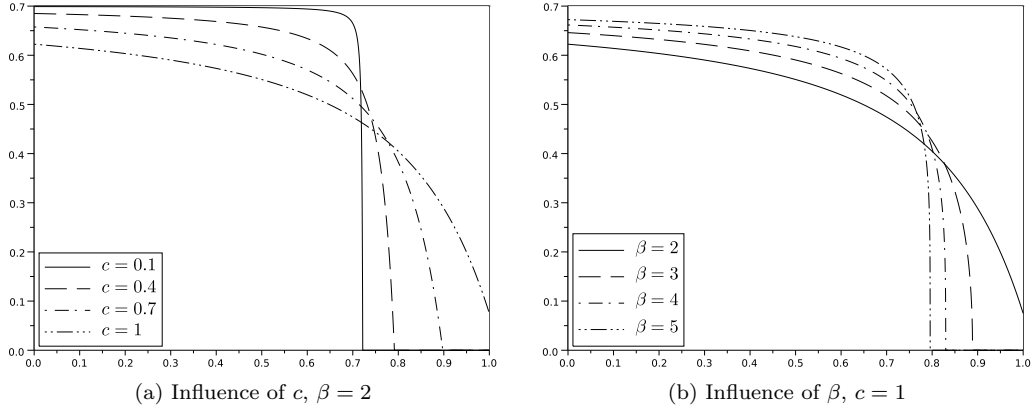 0.7
0.6
0.5
0.4
0.3
0.2
0.1
0.0
c = 0.1
c = 0.4
c = 0.7
c = 1
0.0 0.1 0.2 0.3 0.4 0.5 0.6 0.7 0.8 0.9 1.0
(a) Influence of c, β = 2
0.7
0.6
0.5
0.4
0.3
0.2
0.1
0.0
β = 2
β = 3
β = 4
β = 5
0.0 0.1 0.2 0.3 0.4 0.5 0.6 0.7 0.8 0.9 1.0
(b) Influence of β, c = 1